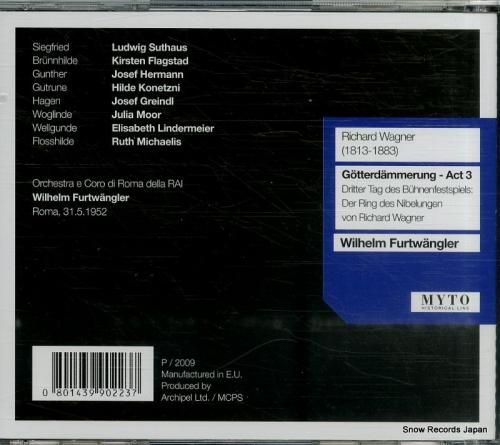 Siegfried Ludwig Suthaus
Brünnhilde Kirsten Flagstad
Gunther Josef Hermann
Gutrune Hilde Konetzni
Hagen Josef Greindl
Woglinde Julia Moor
Wellgunde Elisabeth Lindermeier
Flosshilde Ruth Michaelis
Orchestra e Coro di Roma della RAI
Wilhelm Furtwängler
Roma, 31.5.1952
Richard Wagner
(1813-1883)
Götterdämmerung - Act 3
Dritter Tag des Bühnenfestspiels:
Der Ring des Nibelungen
von Richard Wagner
Wilhelm Furtwängler
MYTO
HISTORICAL LINE
0 801439 902237
P / 2009
Manufactured in E.U.
Produced by
Archipel Ltd. / MCPS
Snow Records Japan